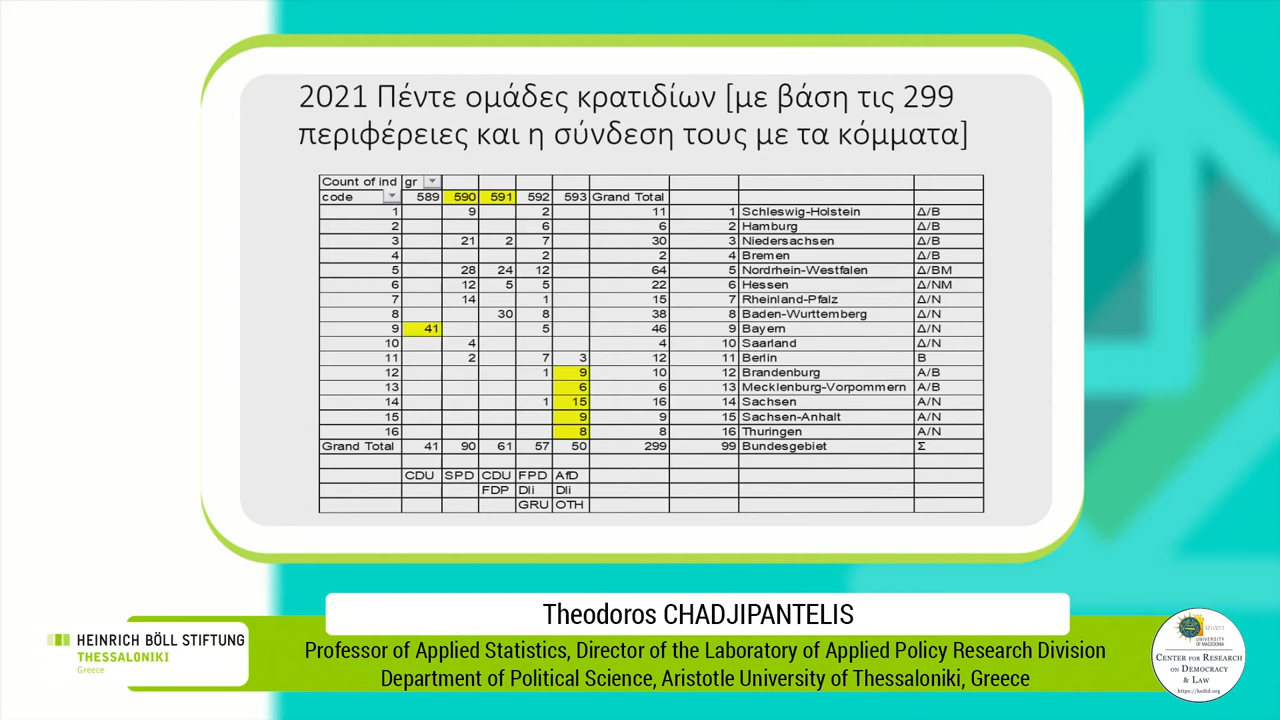 2021 Πέντε ομάδες κρατιδίων [με βάση τις 299
περιφέρειες και η σύνδεση τους με τα κόμματα]
Count of ind gr
code 589 590 591 592 593 Grand Total
1 9 2 11 1 Schleswig-Holstein Δ/Β
2 6 6 2 Hamburg Δ/Β
3 21 2 7 30 3 Niedersachsen Δ/Β
4 2 2 4 Bremen Δ/Β
5 28 24 12 64 5 Nordrhein-Westfalen Δ/ΒΜ
6 12 5 5 22 6 Hessen Δ/ΝΜ
7 14 1 15 7 Rheinland-Pfalz Δ/Ν
8 30 8 38 8 Baden-Wurttemberg Δ/Ν
9 41 5 46 9 Bayern Δ/Ν
10 4 4 10 Saarland Δ/Ν
11 2 7 3 12 11 Berlin Β
12 1 9 10 12 Brandenburg Α/Β
13 6 6 13 Mecklenburg-Vorpommern Α/Β
14 1 15 16 14 Sachsen Α/Ν
15 9 9 15 Sachsen-Anhalt Α/Ν
16 8 8 16 Thuringen Α/Ν
Grand Total 41 90 61 57 50 299 99 Bundesgebiet Σ
CDU SPD CDU FPD AfD
FDP Dli Dli
GRU OTH
Theodoros CHADJIPANTELIS
Professor of Applied Statistics, Director of the Laboratory of Applied Policy Research Division
Department of Political Science, Aristotle University of Thessaloniki, Greece
HEINRICH BÖLL STIFTUNG
THESSALONIKI
Greece
UNIVERSITY
OF MACEDONIA
CENTER FOR RESEARCH
ON DEMOCRACY
& LAW
https://kedid.org